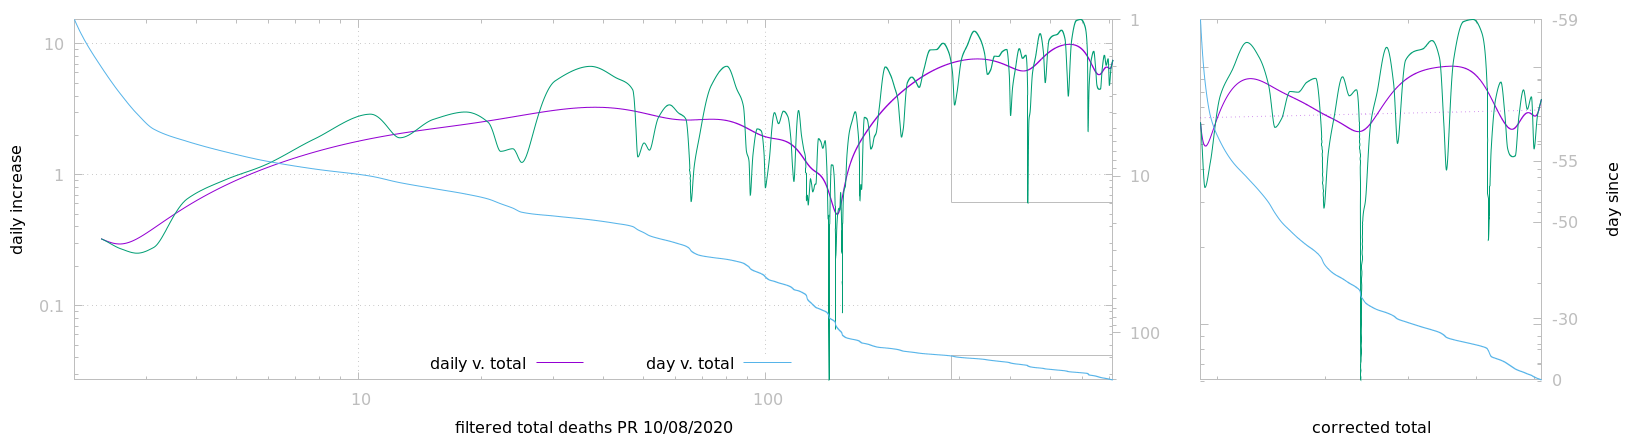 10
1
0.1
daily increase
1
10
100
-59
-55
-50
-30
0
day since
daily v. total
day v. total
10
100
filtered total deaths PR 10/08/2020
corrected total